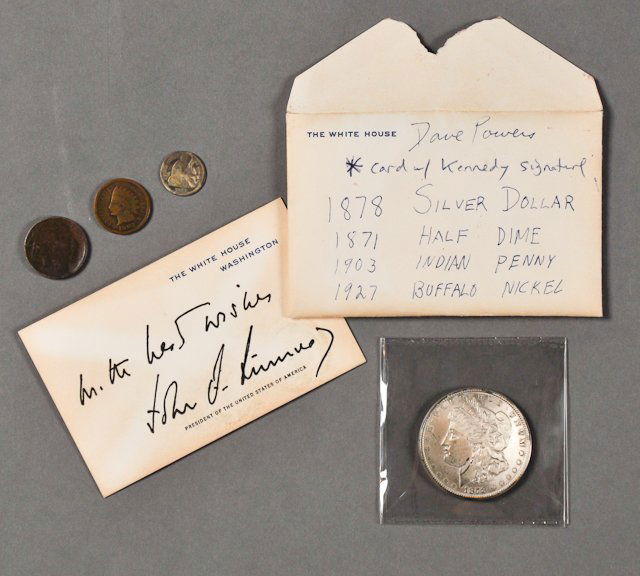 THE WHITE HOUSE Dave Powers
* card w/ Kennedy signature
1878 SILVER DOLLAR
1871 HALF DIME
1903 INDIAN PENNY
1927 BUFFALO NICKEL
THE WHITE HOUSE
WASHINGTON
With best wishes
John F. Kennedy
PRESIDENT OF THE UNITED STATES OF AMERICA